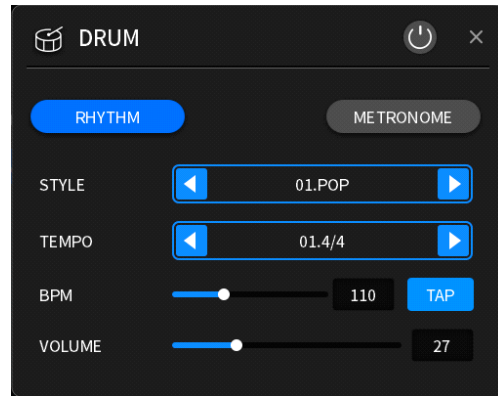 DRUM
RHYTHM METRONOME
STYLE 01.POP
TEMPO 01.4/4
BPM 110 TAP
VOLUME 27